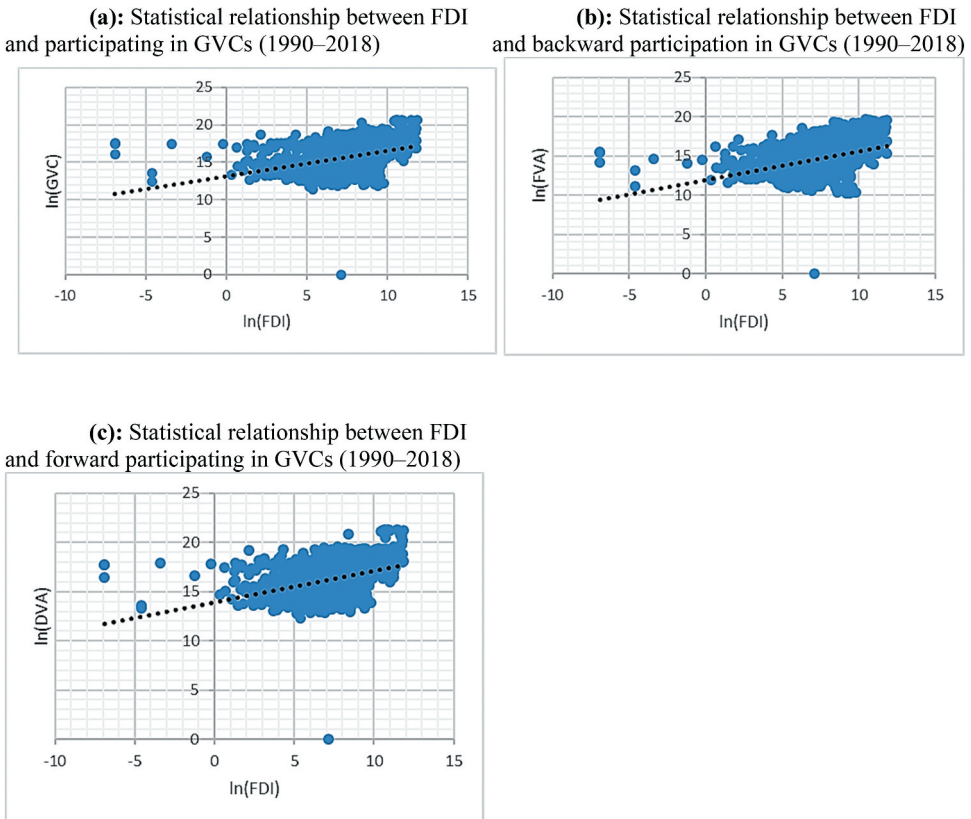 (a): Statistical relationship between FDI
and participating in GVCs (1990–2018)
25
20
15
10
5
0
-10 -5 0 5 10 15
ln(GVC)
ln(FDI)
(b): Statistical relationship between FDI
and backward participation in GVCs (1990–2018)
25
20
15
10
5
0
-10 -5 0 5 10 15
ln(FVA)
ln(FDI)
(c): Statistical relationship between FDI
and forward participating in GVCs (1990–2018)
25
20
15
10
5
0
-10 -5 0 5 10 15
ln(DVA)
ln(FDI)